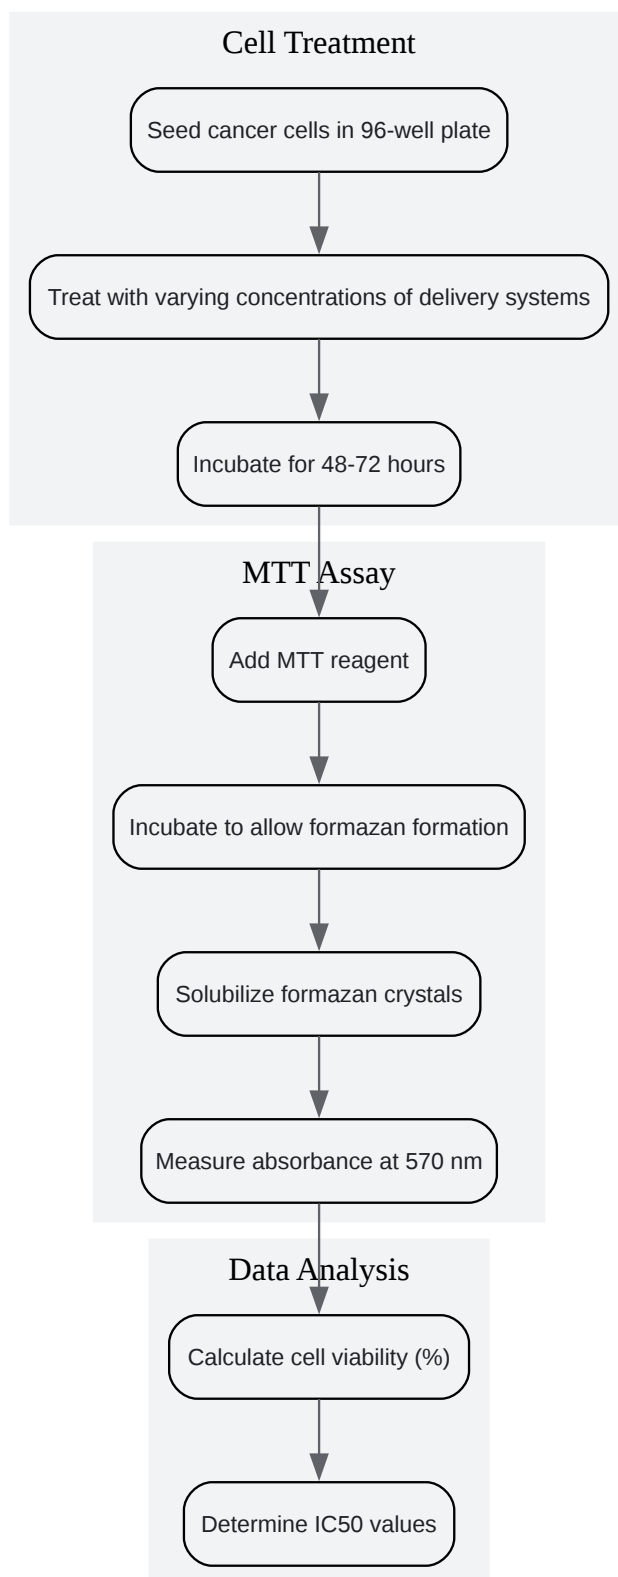 Cell Treatment
Seed cancer cells in 96-well plate
Treat with varying concentrations of delivery systems
Incubate for 48-72 hours
MTT Assay
Add MTT reagent
Incubate to allow formazan formation
Solubilize formazan crystals
Measure absorbance at 570 nm
Data Analysis
Calculate cell viability (%)
Determine IC50 values